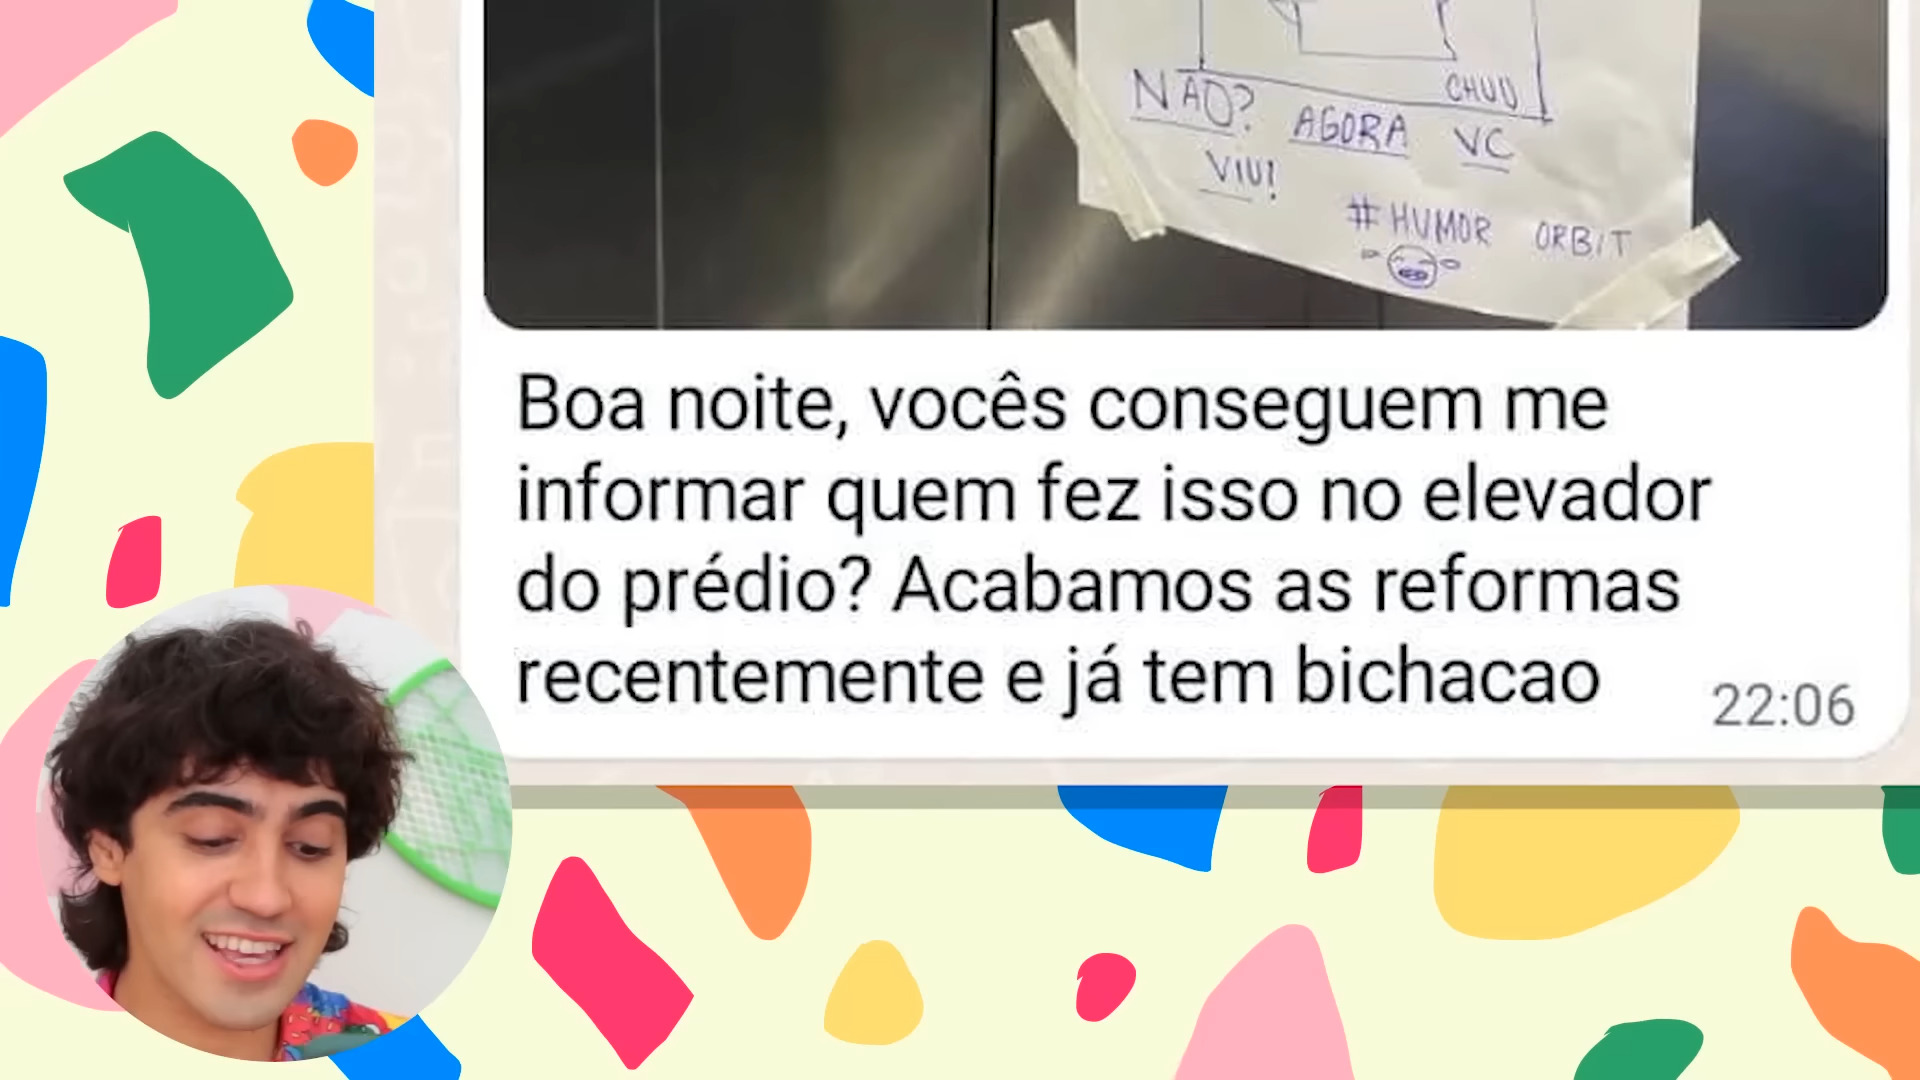 NÃO?
CHUU
AGORA VC
VIU!
#HUMOR ORBIT
Boa noite, vocês conseguem me
informar quem fez isso no elevador
do prédio? Acabamos as reformas
recentemente e já tem bichacao
22:06